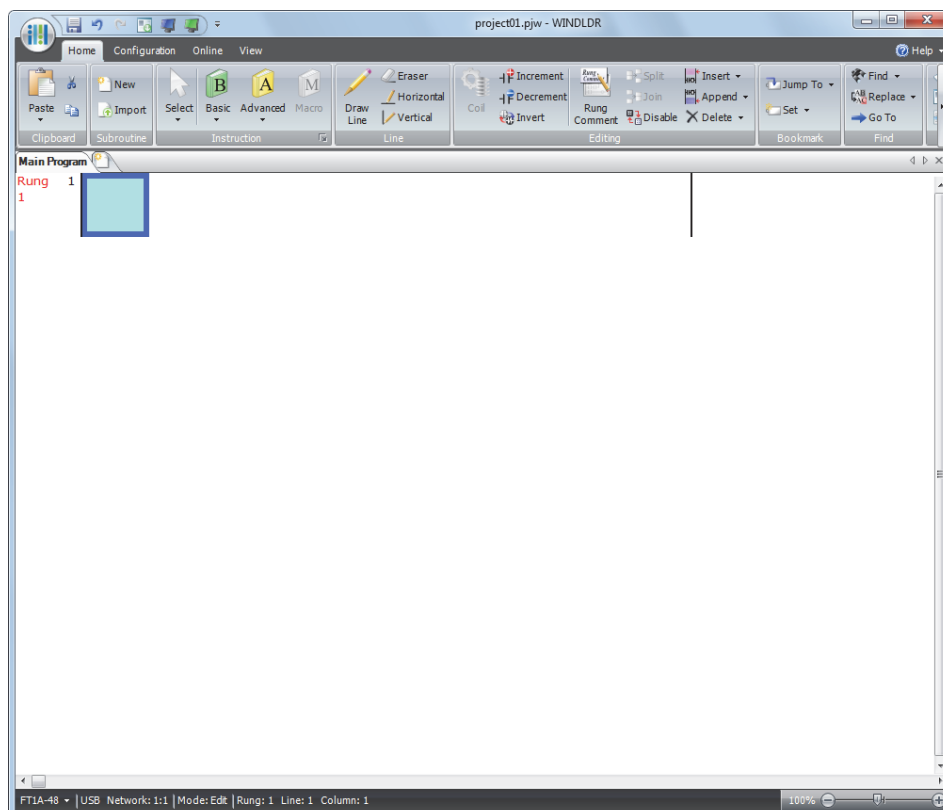 project01.pjw - WINDLDR
Home Configuration Online View Help
Paste New Import Select Basic Advanced Macro Draw Line Eraser Horizontal Vertical Coil Increment Decrement Invert Rung Comment Split Join Disable Insert Append Delete Jump To Set Find Replace Go To
Clipboard Subroutine Instruction Line Editing Bookmark Find
Main Program
Rung 1
1
FT1A-48 USB Network: 1:1 Mode: Edit Rung: 1 Line: 1 Column: 1 100%